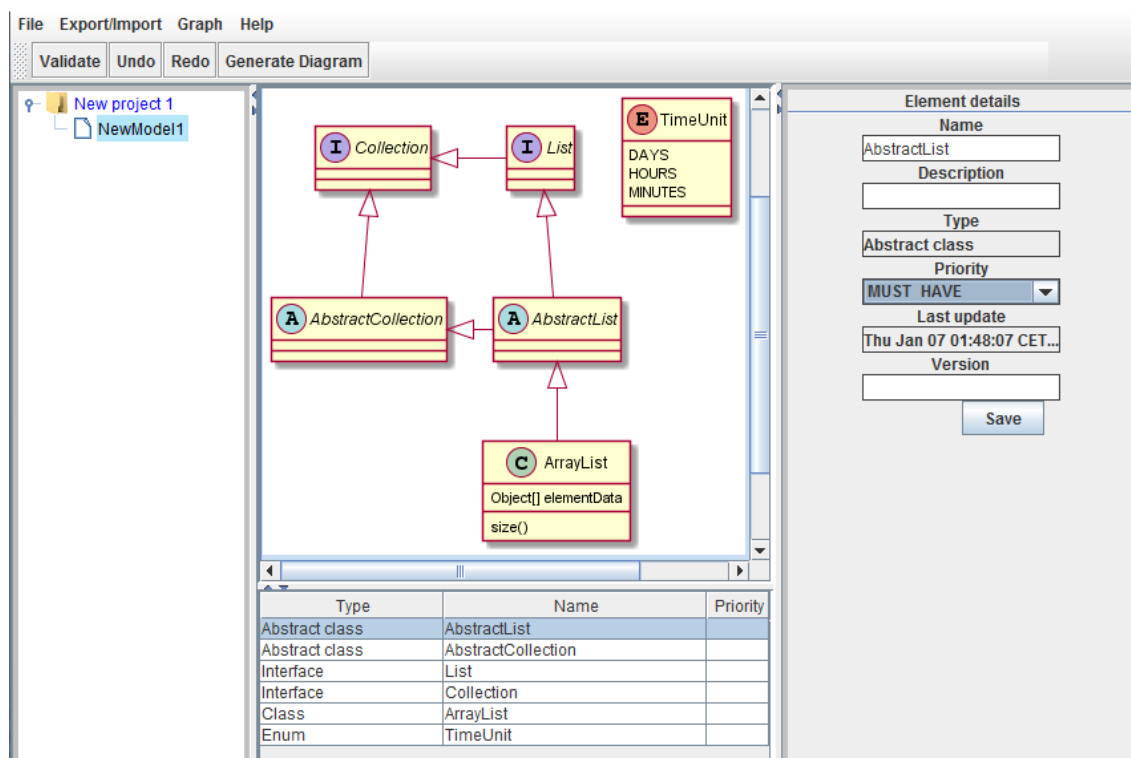 File Export/Import Graph Help
Validate Undo Redo Generate Diagram
New project 1
NewModel1
I Collection
I List
E TimeUnit
DAYS
HOURS
MINUTES
A AbstractCollection
A AbstractList
C ArrayList
Object[] elementData
size()
Type Name Priority
Abstract class AbstractList
Abstract class AbstractCollection
Interface List
Interface Collection
Class ArrayList
Enum TimeUnit
Element details
Name
AbstractList
Description
Type
Abstract class
Priority
MUST HAVE
Last update
Thu Jan 07 01:48:07 CET...
Version
Save